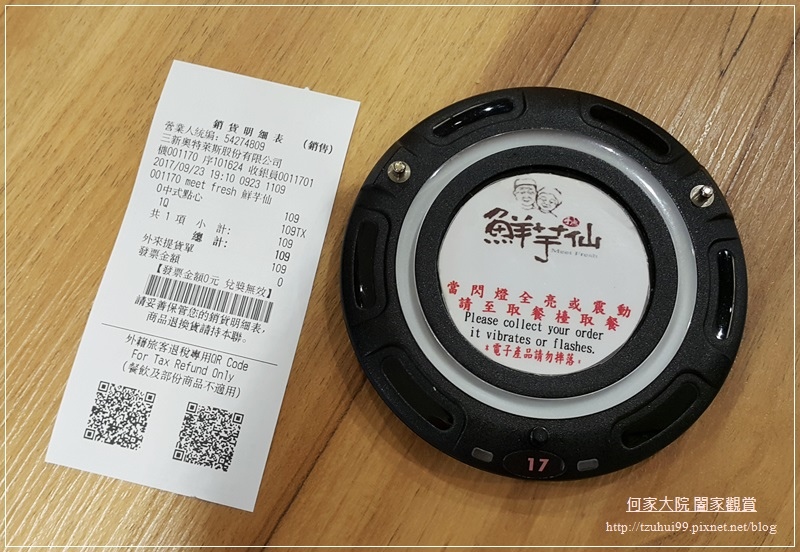 銷貨明細表 (銷售)
營業人統編: 54274809
三新奧特萊斯股份有限公司
機001170 序101624 收銀員0011701
2017/09/23 19:10 0923 1109
001170 meet fresh 鮮芋仙
0中式點心
1Q 109
共 1 項 小 計: 109TX
總 計: 109
外來提貨單 109
發票金額 0
【發票金額0元 兌獎無效】
請妥善保管您的銷貨明細表,
商品退換貨請持本聯。
外籍旅客退稅專用QR Code
For Tax Refund Only
(餐飲及部份商品不適用)
鮮芋仙
Meet Fresh
當閃燈全亮或震動
請至取餐檯取餐
Please collect your order
it vibrates or flashes.
電子產品請勿摔落
17
何家大院 闔家觀賞
http://tzuhui99.pixnet.net/blog